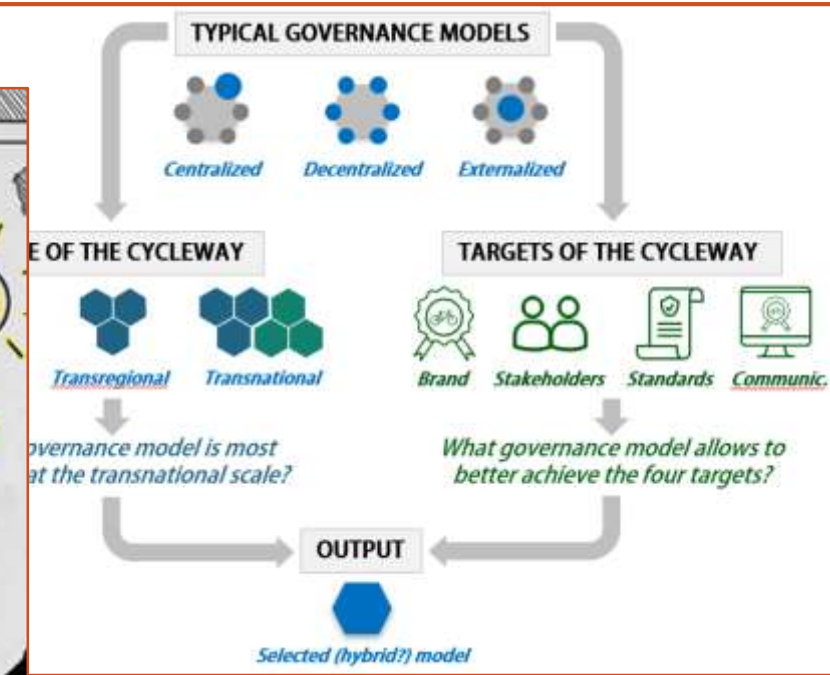 TYPICAL GOVERNANCE MODELS
Centralized Decentralized Externalized
E OF THE CYCLEWAY
TARGETS OF THE CYCLEWAY
Transregional Transnational
Brand Stakeholders Standards Communic.
overnance model is most
at the transnational scale?
What governance model allows to
better achieve the four targets?
OUTPUT
Selected (hybrid?) model